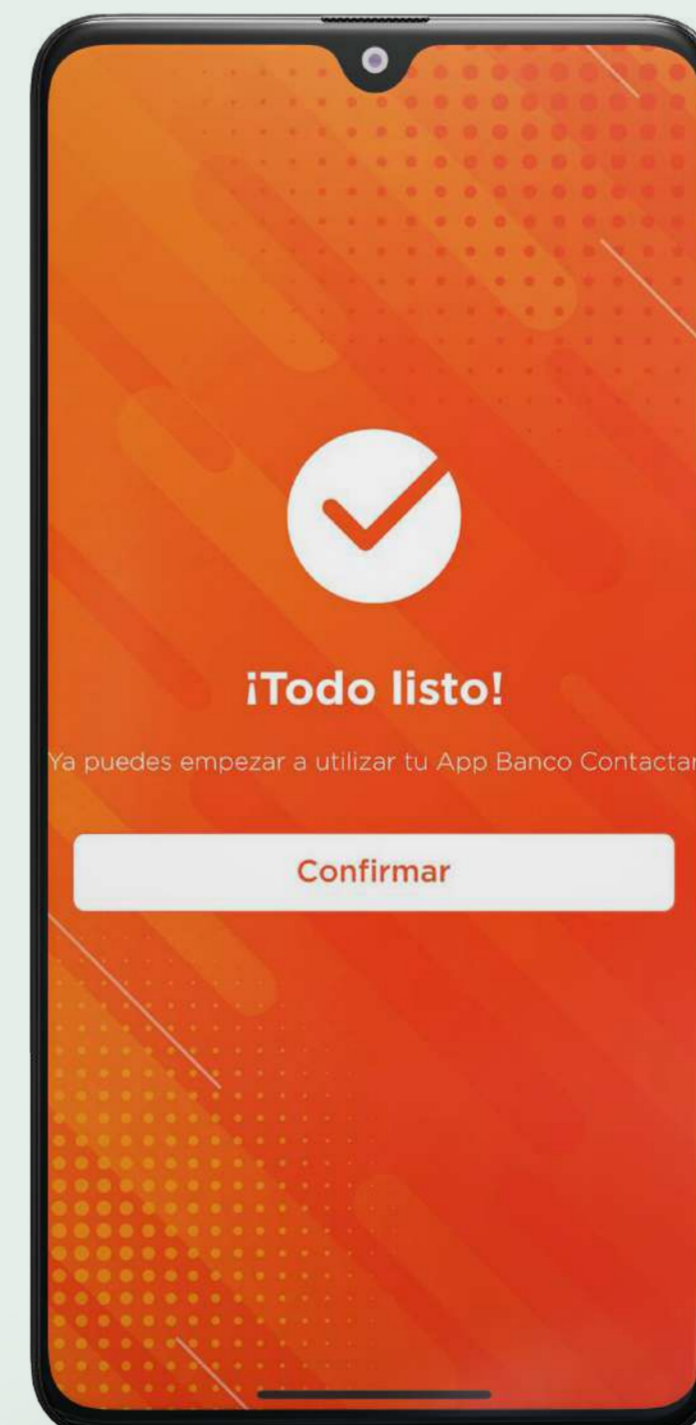 ¡Todo listo!
Ya puedes empezar a utilizar tu App Banco Contactar
Confirmar